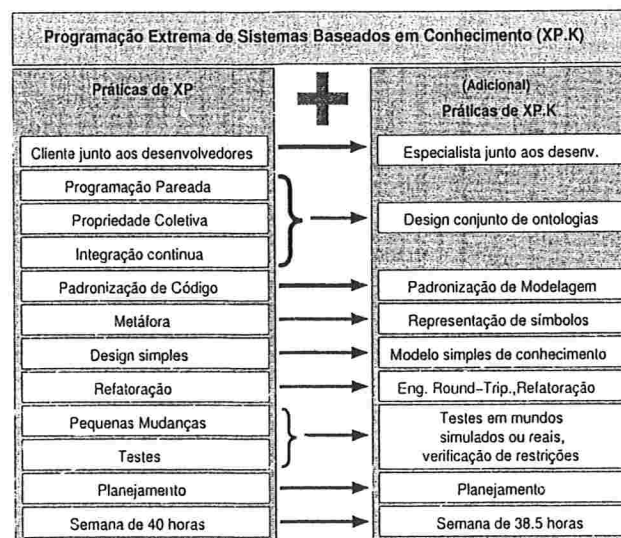 Programação Extrema de Sistemas Baseados em Conhecimento (XP.K)
Práticas de XP
(Adicional)
Práticas de XP.K
Cliente junto aos desenvolvedores
Especialista junto aos desenv.
Programação Pareada
Propriedade Coletiva
Integração continua
Design conjunto de ontologias
Padronização de Código
Padronização de Modelagem
Metáfora
Representação de símbolos
Design simples
Modelo simples de conhecimento
Refatoração
Eng. Round-Trip.,Refatoração
Pequenas Mudanças
Testes
Testes em mundos
simulados ou reais,
verificação de restrições
Planejamento
Planejamento
Semana de 40 horas
Semana de 38.5 horas